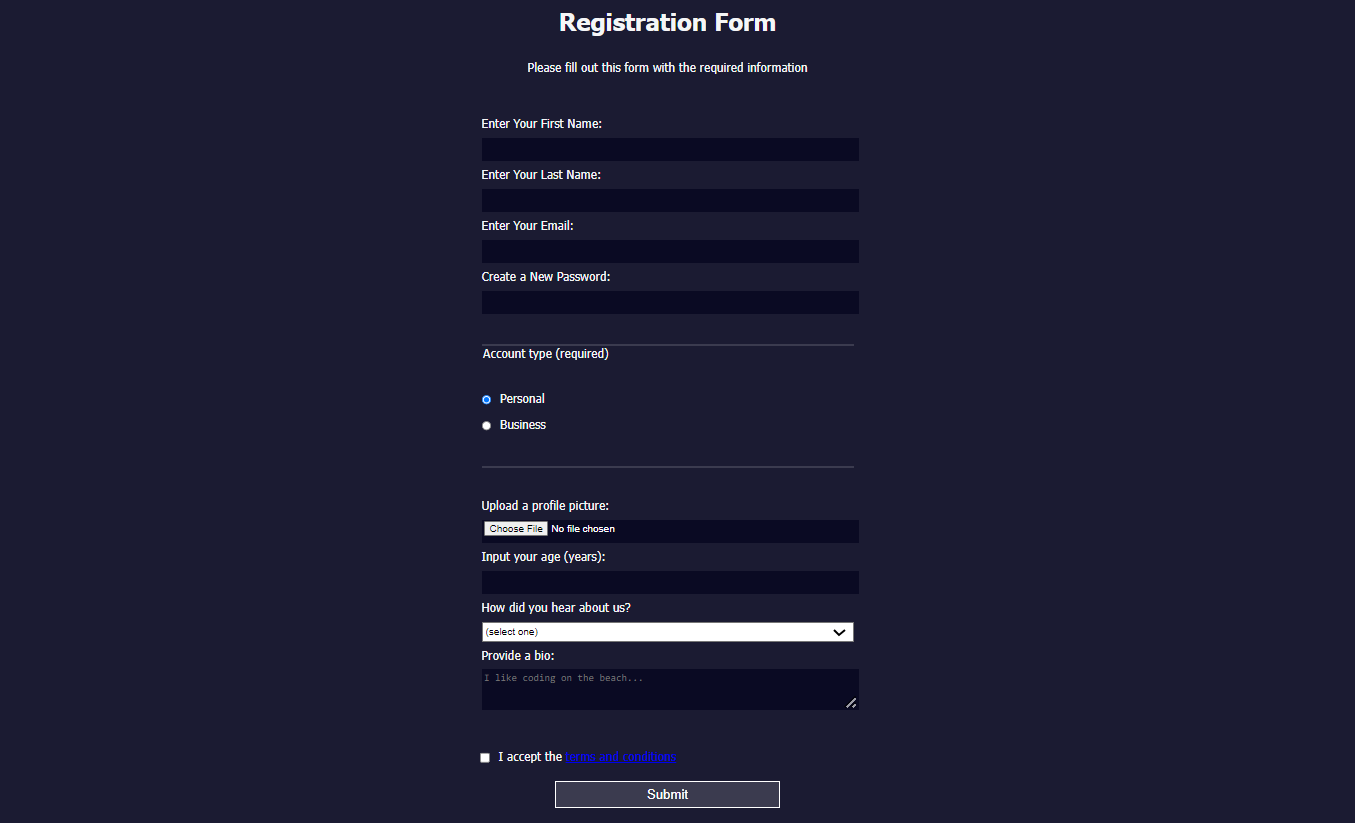 Registration Form
Please fill out this form with the required information
Enter Your First Name:
Enter Your Last Name:
Enter Your Email:
Create a New Password:
Account type (required)
Personal
Business
Upload a profile picture:
Choose File No file chosen
Input your age (years):
How did you hear about us?
(select one)
Provide a bio:
I like coding on the beach...
I accept the terms and conditions
Submit